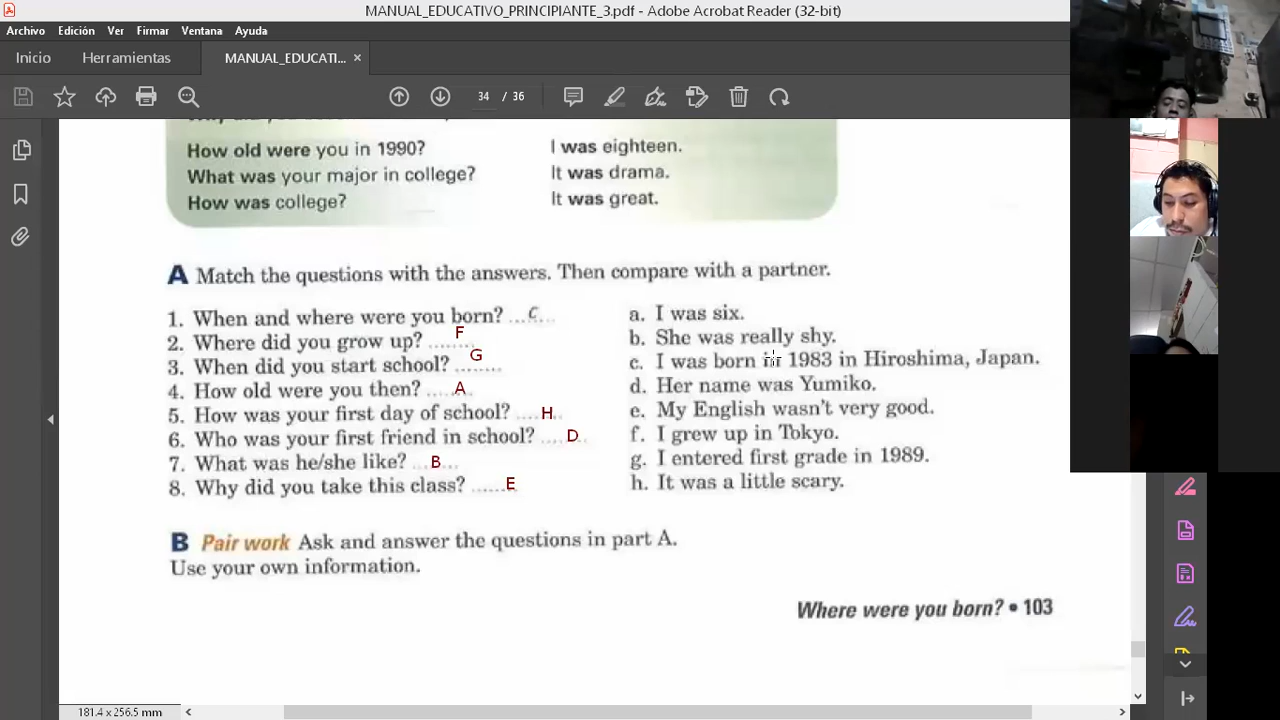 MANUAL_EDUCATIVO_PRINCIPIANTE_3.pdf - Adobe Acrobat Reader (32-bit)
Archivo Edición Ver Firmar Ventana Ayuda
Inicio Herramientas MANUAL_EDUCATI... ×
34 / 36
How old were you in 1990? I was eighteen.
What was your major in college? It was drama.
How was college? It was great.
A Match the questions with the answers. Then compare with a partner.
1. When and where were you born? ...c...
2. Where did you grow up? ........ F
3. When did you start school? ........ G
4. How old were you then? .... A
5. How was your first day of school? .... H
6. Who was your first friend in school? .... D
7. What was he/she like? ... B ...
8. Why did you take this class? ...... E
a. I was six.
b. She was really shy.
c. I was born in 1983 in Hiroshima, Japan.
d. Her name was Yumiko.
e. My English wasn't very good.
f. I grew up in Tokyo.
g. I entered first grade in 1989.
h. It was a little scary.
B Pair work Ask and answer the questions in part A.
Use your own information.
Where were you born? • 103
181.4 x 256.5 mm